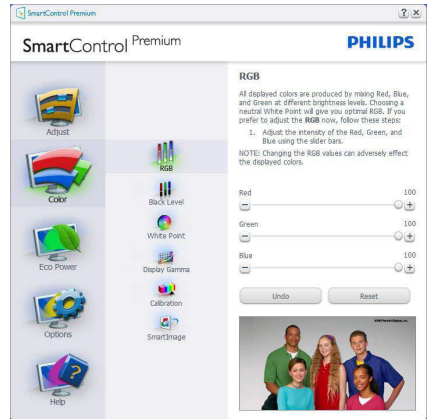 SmartControl Premium
SmartControl Premium
PHILIPS
Adjust
Color
Eco Power
Options
Help
RGB
Black Level
White Point
Display Gamma
Calibration
SmartImage
RGB
All displayed colors are produced by mixing Red, Blue,
and Green at different brightness levels. Choosing a
neutral White Point will give you optimal RGB. If you
prefer to adjust the RGB now, follow these steps:
1. Adjust the intensity of the Red, Green, and
Blue using the slider bars.
NOTE: Changing the RGB values can adversely effect
the displayed colors.
Red 100
Green 100
Blue 100
Undo Reset